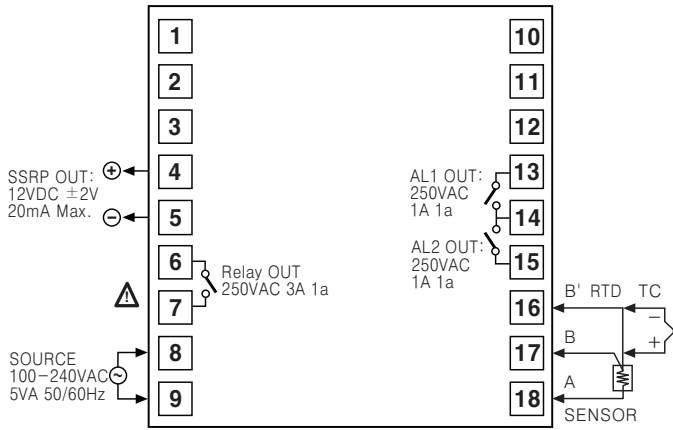 1
2
3
4
5
6
7
8
9
SSRP OUT:
12VDC ±2V
20mA Max.
+
−
Relay OUT
250VAC 3A 1a
SOURCE
100-240VAC
5VA 50/60Hz
~
!
10
11
12
13
14
15
16
17
18
AL1 OUT:
250VAC
1A 1a
AL2 OUT:
250VAC
1A 1a
B' RTD TC
−
B
+
A
SENSOR